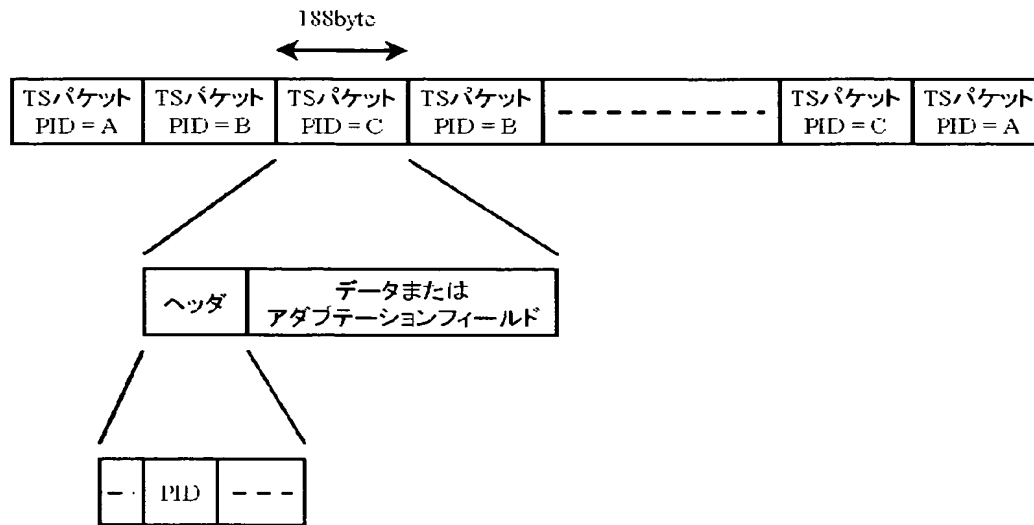 188byte
TSパケット TSパケット TSパケット TSパケット TSパケット TSパケット
PID = A PID = B PID = C PID = B PID = C PID = A
ヘッダ
データまたは
アダプテーションフィールド
PID